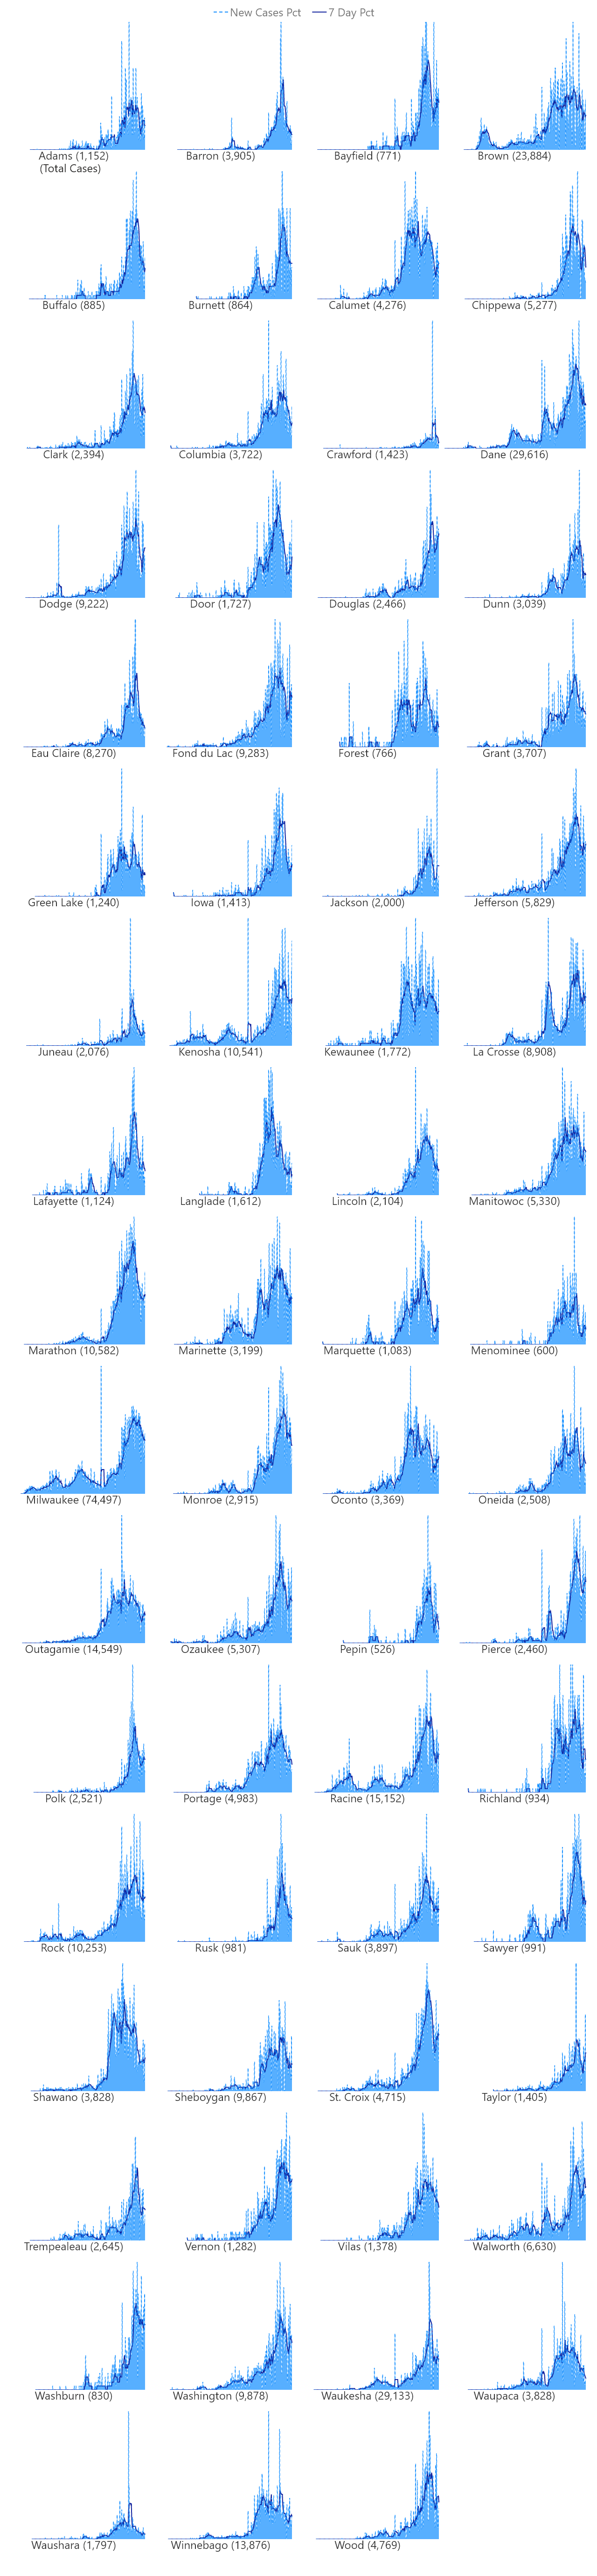 New Cases Pct 7 Day Pct
Adams (1,152) Barron (3,905) Bayfield (771) Brown (23,884)
(Total Cases)
Buffalo (885) Burnett (864) Calumet (4,276) Chippewa (5,277)
Clark (2,394) Columbia (3,722) Crawford (1,423) Dane (29,616)
Dodge (9,222) Door (1,727) Douglas (2,466) Dunn (3,039)
Eau Claire (8,270) Fond du Lac (9,283) Forest (766) Grant (3,707)
Green Lake (1,240) Iowa (1,413) Jackson (2,000) Jefferson (5,829)
Juneau (2,076) Kenosha (10,541) Kewaunee (1,772) La Crosse (8,908)
Lafayette (1,124) Langlade (1,612) Lincoln (2,104) Manitowoc (5,330)
Marathon (10,582) Marinette (3,199) Marquette (1,083) Menominee (600)
Milwaukee (74,497) Monroe (2,915) Oconto (3,369) Oneida (2,508)
Outagamie (14,549) Ozaukee (5,307) Pepin (526) Pierce (2,460)
Polk (2,521) Portage (4,983) Racine (15,152) Richland (934)
Rock (10,253) Rusk (981) Sauk (3,897) Sawyer (991)
Shawano (3,828) Sheboygan (9,867) St. Croix (4,715) Taylor (1,405)
Trempealeau (2,645) Vernon (1,282) Vilas (1,378) Walworth (6,630)
Washburn (830) Washington (9,878) Waukesha (29,133) Waupaca (3,828)
Waushara (1,797) Winnebago (13,876) Wood (4,769)